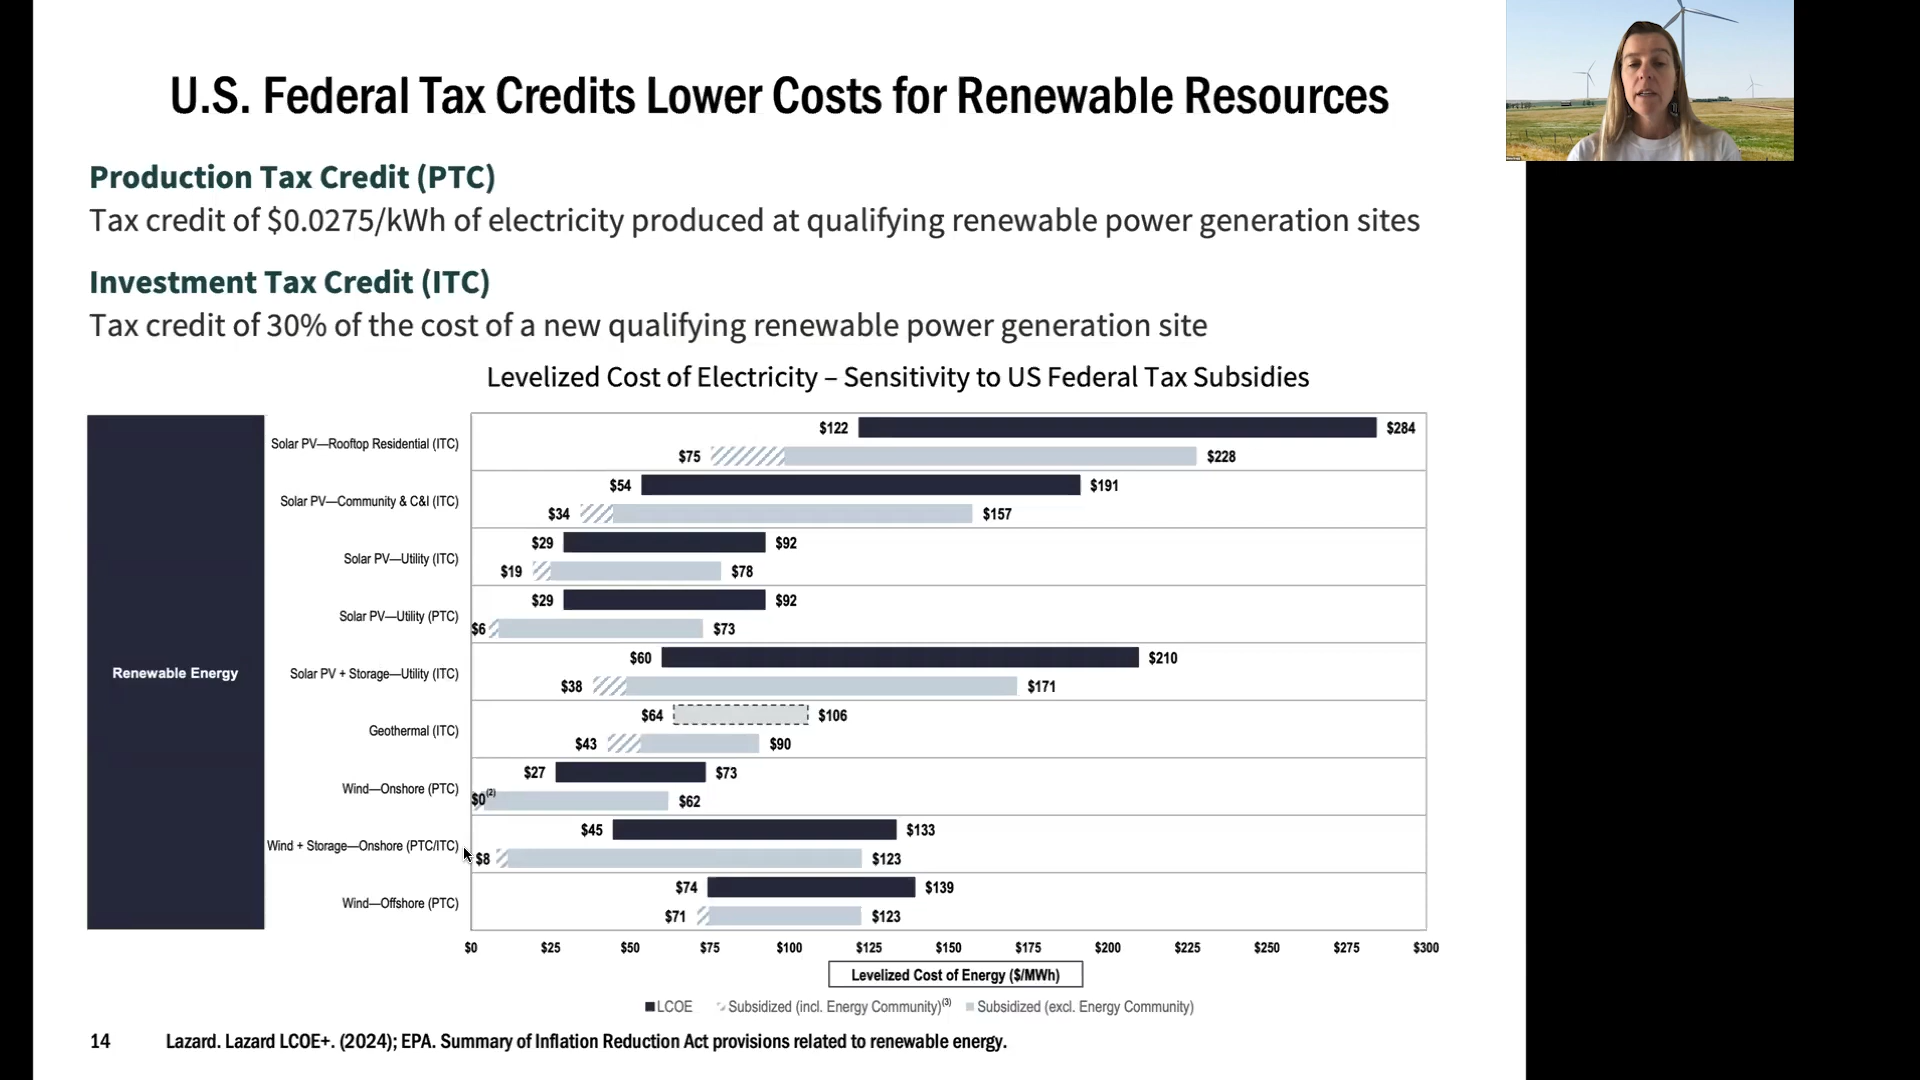 U.S. Federal Tax Credits Lower Costs for Renewable Resources
Production Tax Credit (PTC)
Tax credit of $0.0275/kWh of electricity produced at qualifying renewable power generation sites
Investment Tax Credit (ITC)
Tax credit of 30% of the cost of a new qualifying renewable power generation site
Levelized Cost of Electricity – Sensitivity to US Federal Tax Subsidies
Renewable Energy
Solar PV—Rooftop Residential (ITC)
$122 $284
$75 $228
Solar PV—Community & C&I (ITC)
$54 $191
$34 $157
Solar PV—Utility (ITC)
$29 $92
$19 $78
Solar PV—Utility (PTC)
$29 $92
$6 $73
Solar PV + Storage—Utility (ITC)
$60 $210
$38 $171
Geothermal (ITC)
$64 $106
$43 $90
Wind—Onshore (PTC)
$27 $73
$0(2) $62
Wind + Storage—Onshore (PTC/ITC)
$45 $133
$8 $123
Wind—Offshore (PTC)
$74 $139
$71 $123
$0 $25 $50 $75 $100 $125 $150 $175 $200 $225 $250 $275 $300
Levelized Cost of Energy ($/MWh)
LCOE Subsidized (incl. Energy Community)(3) Subsidized (excl. Energy Community)
14 Lazard. Lazard LCOE+. (2024); EPA. Summary of Inflation Reduction Act provisions related to renewable energy.